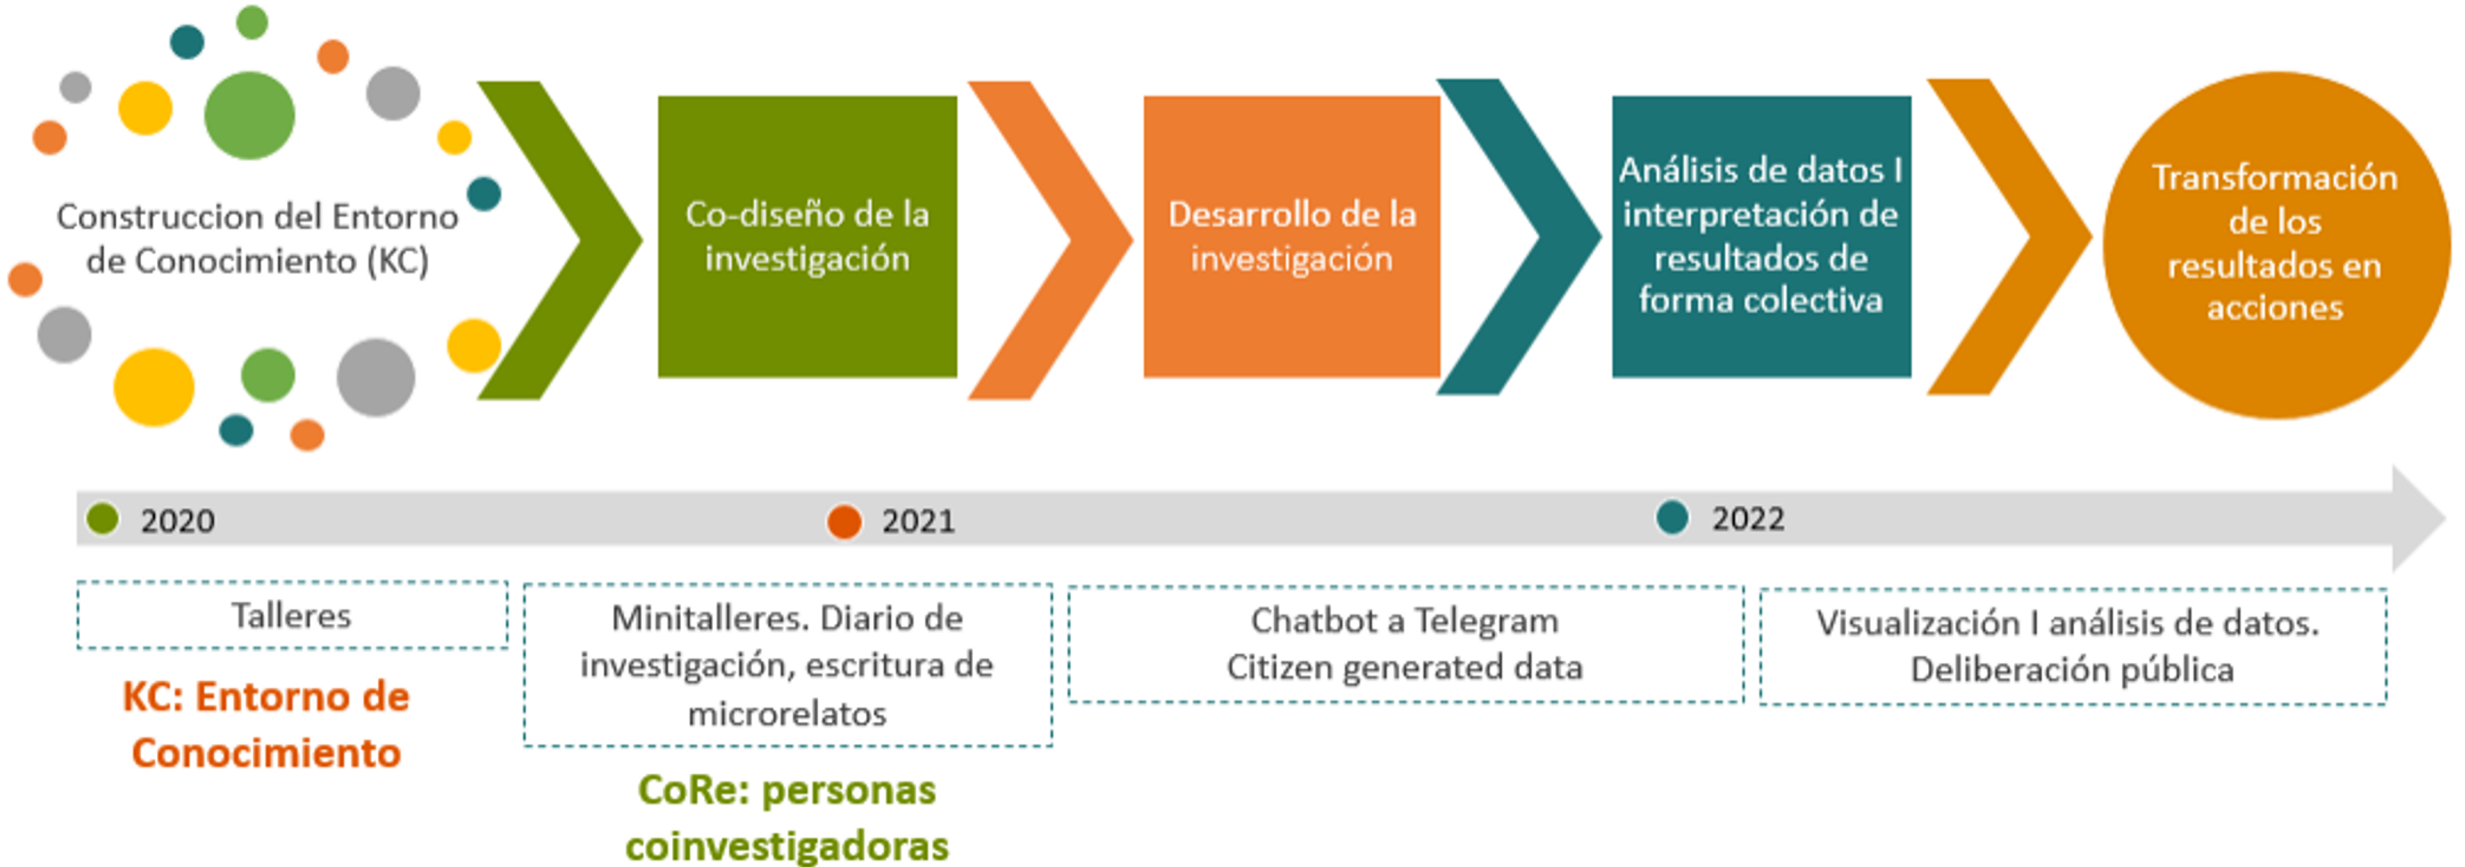 Construccion del Entorno
de Conocimiento (KC)
Co-diseño de la
investigación
Desarrollo de la
investigación
Análisis de datos I
interpretación de
resultados de
forma colectiva
Transformación
de los
resultados en
acciones
2020
2021
2022
Talleres
KC: Entorno de
Conocimiento
Minitalleres. Diario de
investigación, escritura de
microrelatos
CoRe: personas
coinvestigadoras
Chatbot a Telegram
Citizen generated data
Visualización I análisis de datos.
Deliberación pública